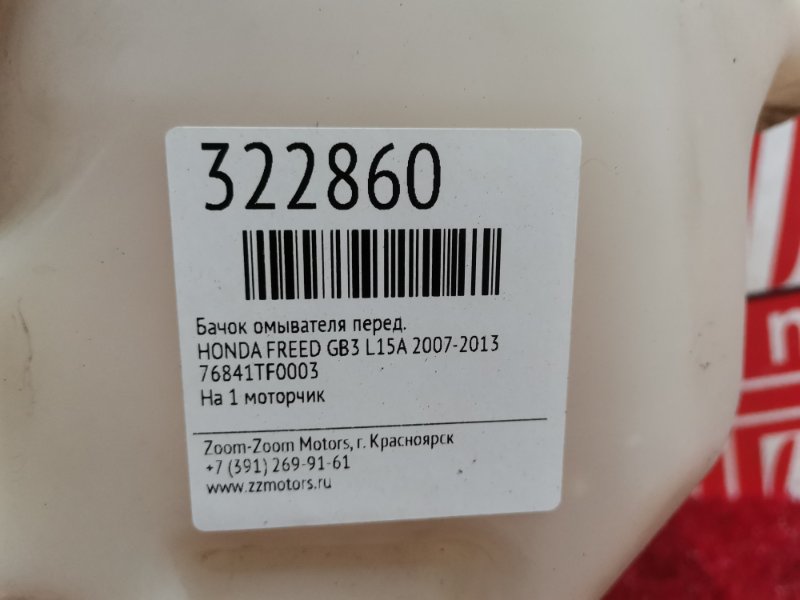 322860
Бачок омывателя перед.
HONDA FREED GB3 L15A 2007-2013
76841TF0003
На 1 моторчик
Zoom-Zoom Motors, г. Красноярск
+7 (391) 269-91-61
www.zzmotors.ru